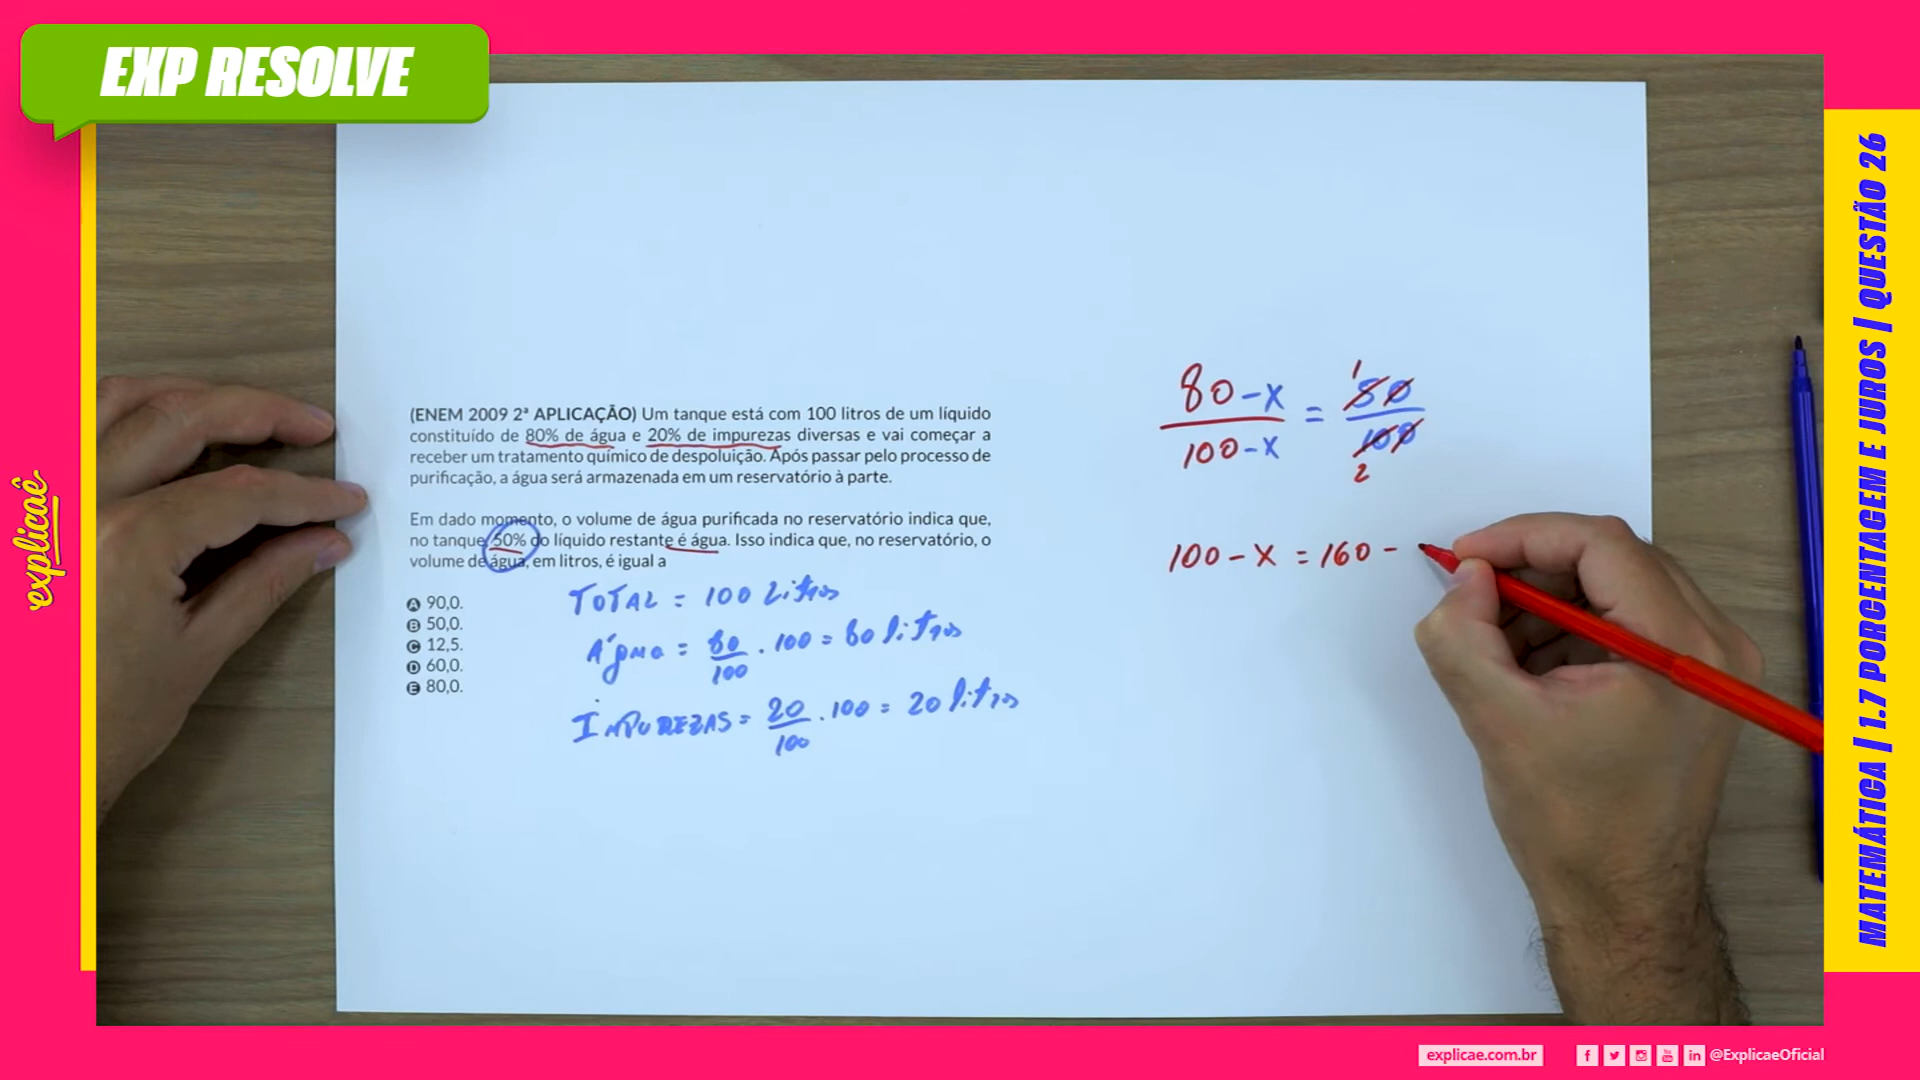 EXP RESOLVE
(ENEM 2009 2ª APLICAÇÃO) Um tanque está com 100 litros de um líquido
constituído de 80% de água e 20% de impurezas diversas e vai começar a
receber um tratamento químico de despoluição. Após passar pelo processo de
purificação, a água será armazenada em um reservatório à parte.
Em dado momento, o volume de água purificada no reservatório indica que,
no tanque, 50% do líquido restante é água. Isso indica que, no reservatório, o
volume de água, em litros, é igual a
A 90,0.
B 50,0.
C 12,5.
D 60,0.
E 80,0.
TOTAL = 100 Litros
Água = 80/100 . 100 = 80 litros
IMPUREZAS = 20/100 . 100 = 20 litros
80-x/100-x = 50/100
1
2
100 - x = 160 -
explicaê
MATEMÁTICA | 1.7 PORCENTAGEM E JUROS | QUESTÃO 26
explicae.com.br
@ExplicaeOficial